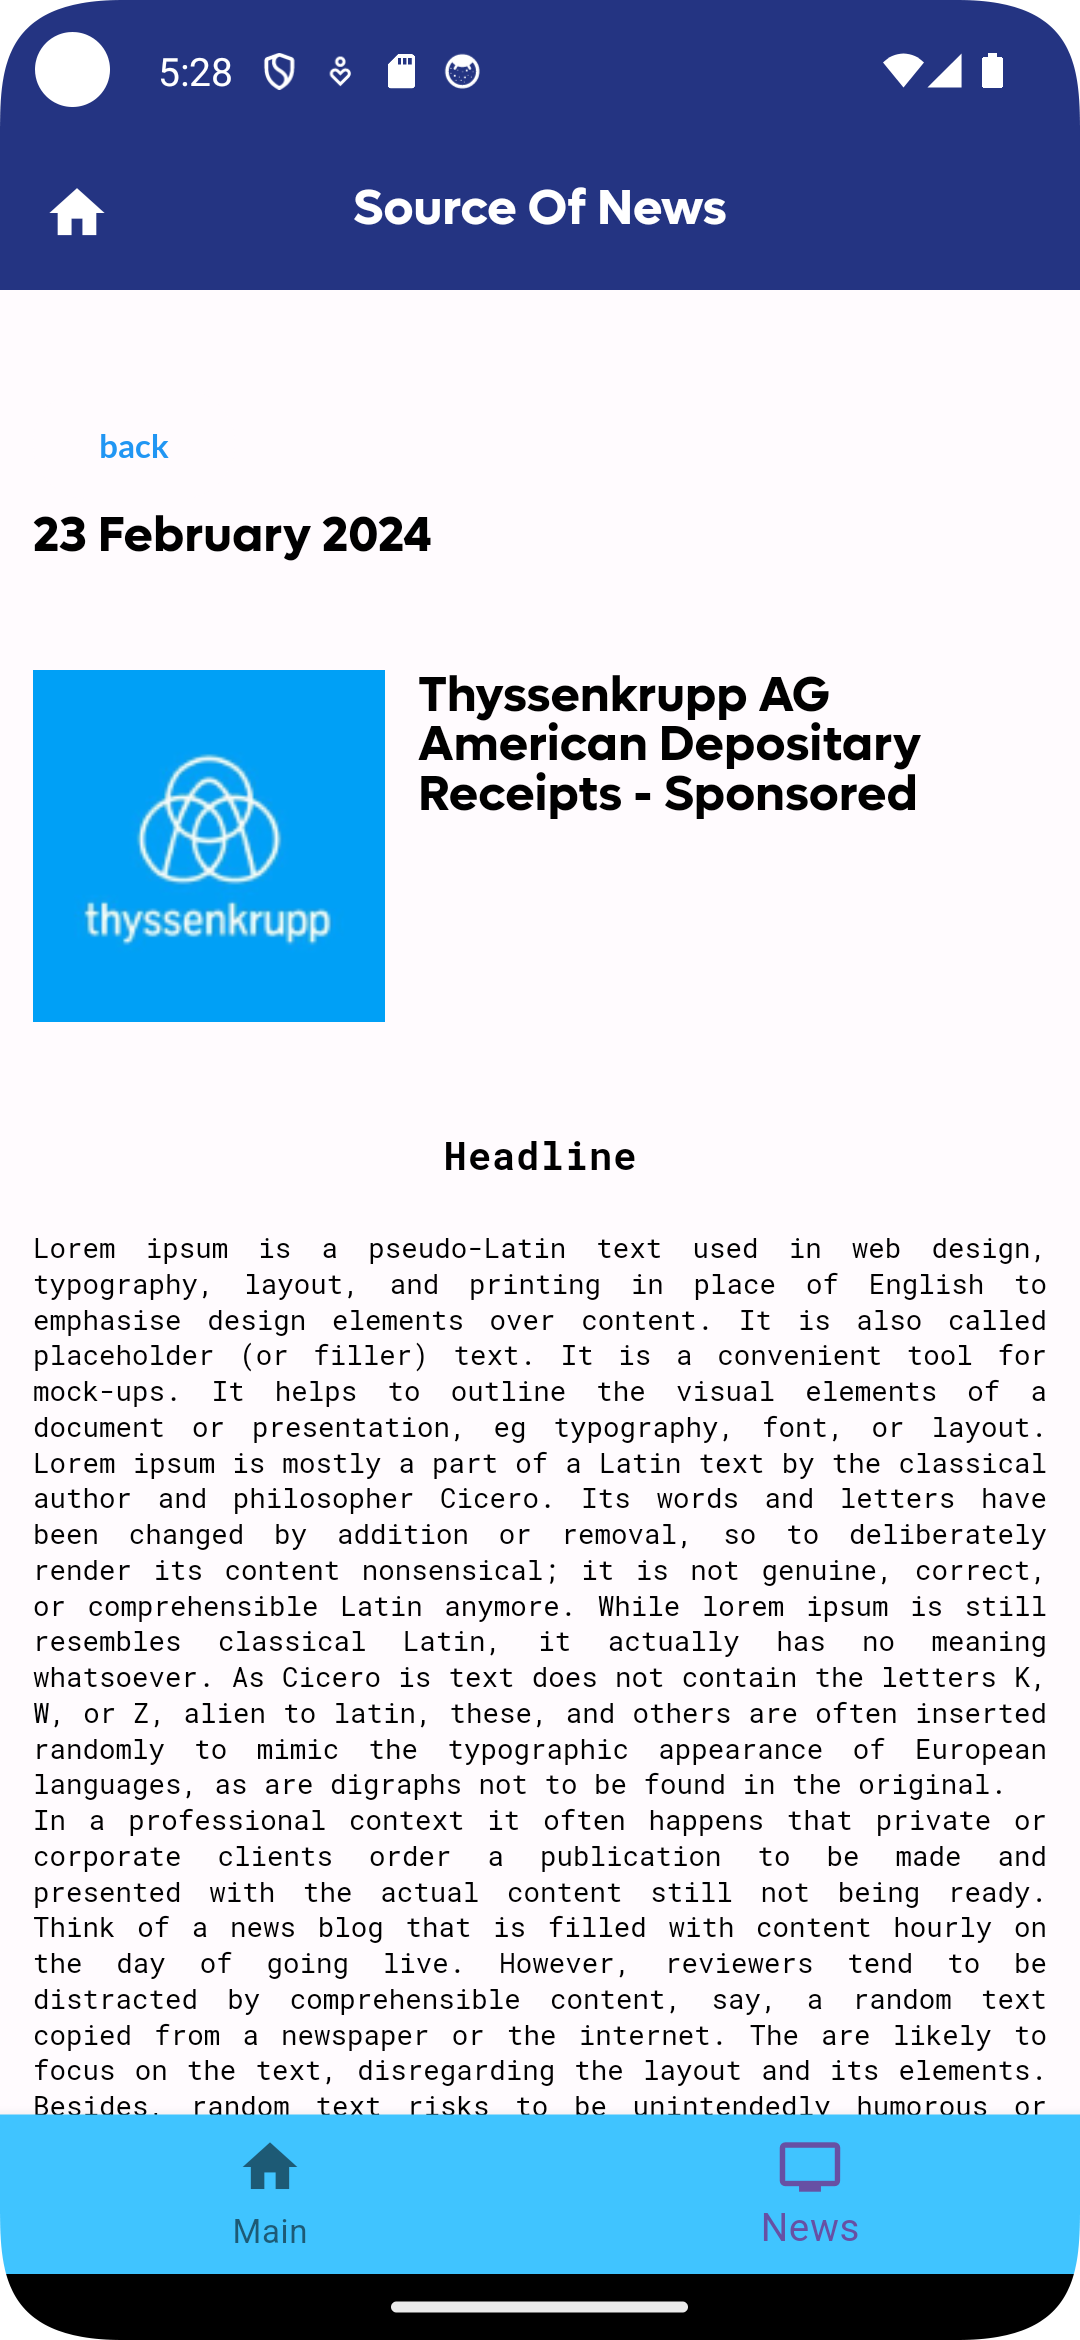 5:28
Source Of News
back
23 February 2024
thyssenkrupp
Thyssenkrupp AG
American Depositary
Receipts - Sponsored
Headline
Lorem ipsum is a pseudo-Latin text used in web design,
typography, layout, and printing in place of English to
emphasise design elements over content. It is also called
placeholder (or filler) text. It is a convenient tool for
mock-ups. It helps to outline the visual elements of a
document or presentation, eg typography, font, or layout.
Lorem ipsum is mostly a part of a Latin text by the classical
author and philosopher Cicero. Its words and letters have
been changed by addition or removal, so to deliberately
render its content nonsensical; it is not genuine, correct,
or comprehensible Latin anymore. While lorem ipsum is still
resembles classical Latin, it actually has no meaning
whatsoever. As Cicero is text does not contain the letters K,
W, or Z, alien to latin, these, and others are often inserted
randomly to mimic the typographic appearance of European
languages, as are digraphs not to be found in the original.
In a professional context it often happens that private or
corporate clients order a publication to be made and
presented with the actual content still not being ready.
Think of a news blog that is filled with content hourly on
the day of going live. However, reviewers tend to be
distracted by comprehensible content, say, a random text
copied from a newspaper or the internet. The are likely to
focus on the text, disregarding the layout and its elements.
Besides, random text risks to be unintendedly humorous or
Main
News